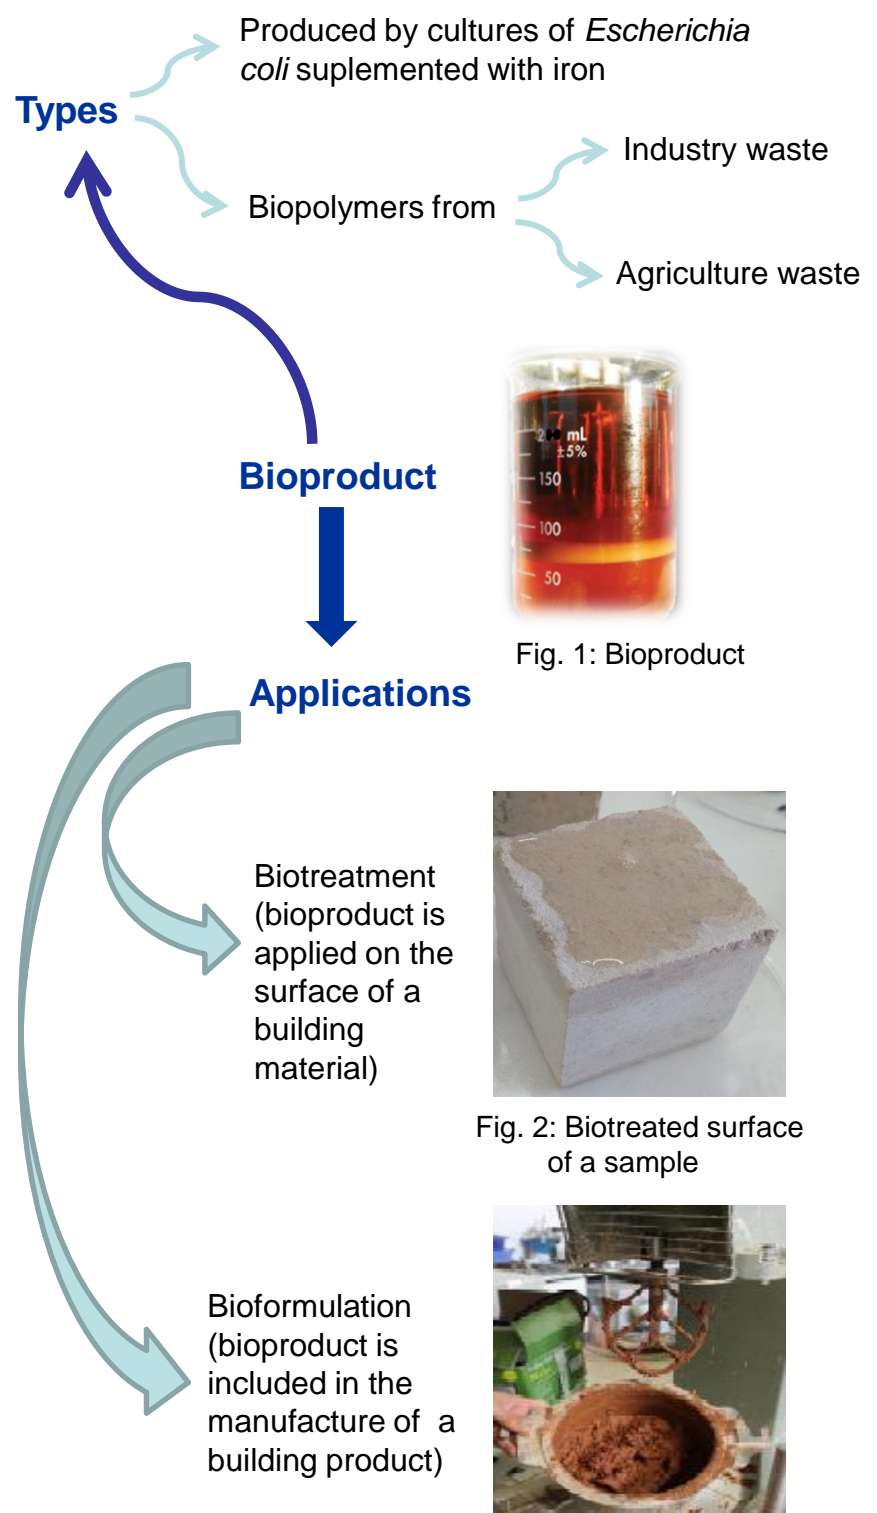 Produced by cultures of Escherichia
coli suplemented with iron
Types
Industry waste
Biopolymers from
Agriculture waste
Bioproduct
mL
±5%
150
100
50
Fig. 1: Bioproduct
Applications
Biotreatment
(bioproduct is
applied on the
surface of a
building
material)
Fig. 2: Biotreated surface
of a sample
Bioformulation
(bioproduct is
included in the
manufacture of a
building product)